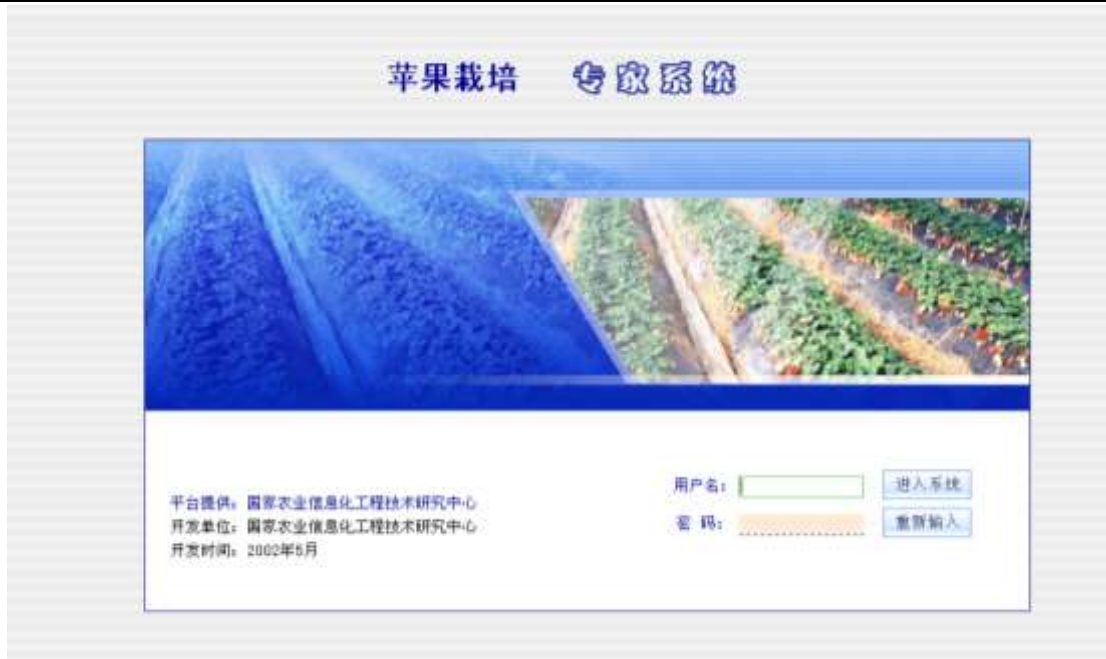 苹果栽培 专家系统
平台提供：国家农业信息化工程技术研究中心
开发单位：国家农业信息化工程技术研究中心
开发时间：2002年5月
用户名：
进入系统
密 码：
重新输入